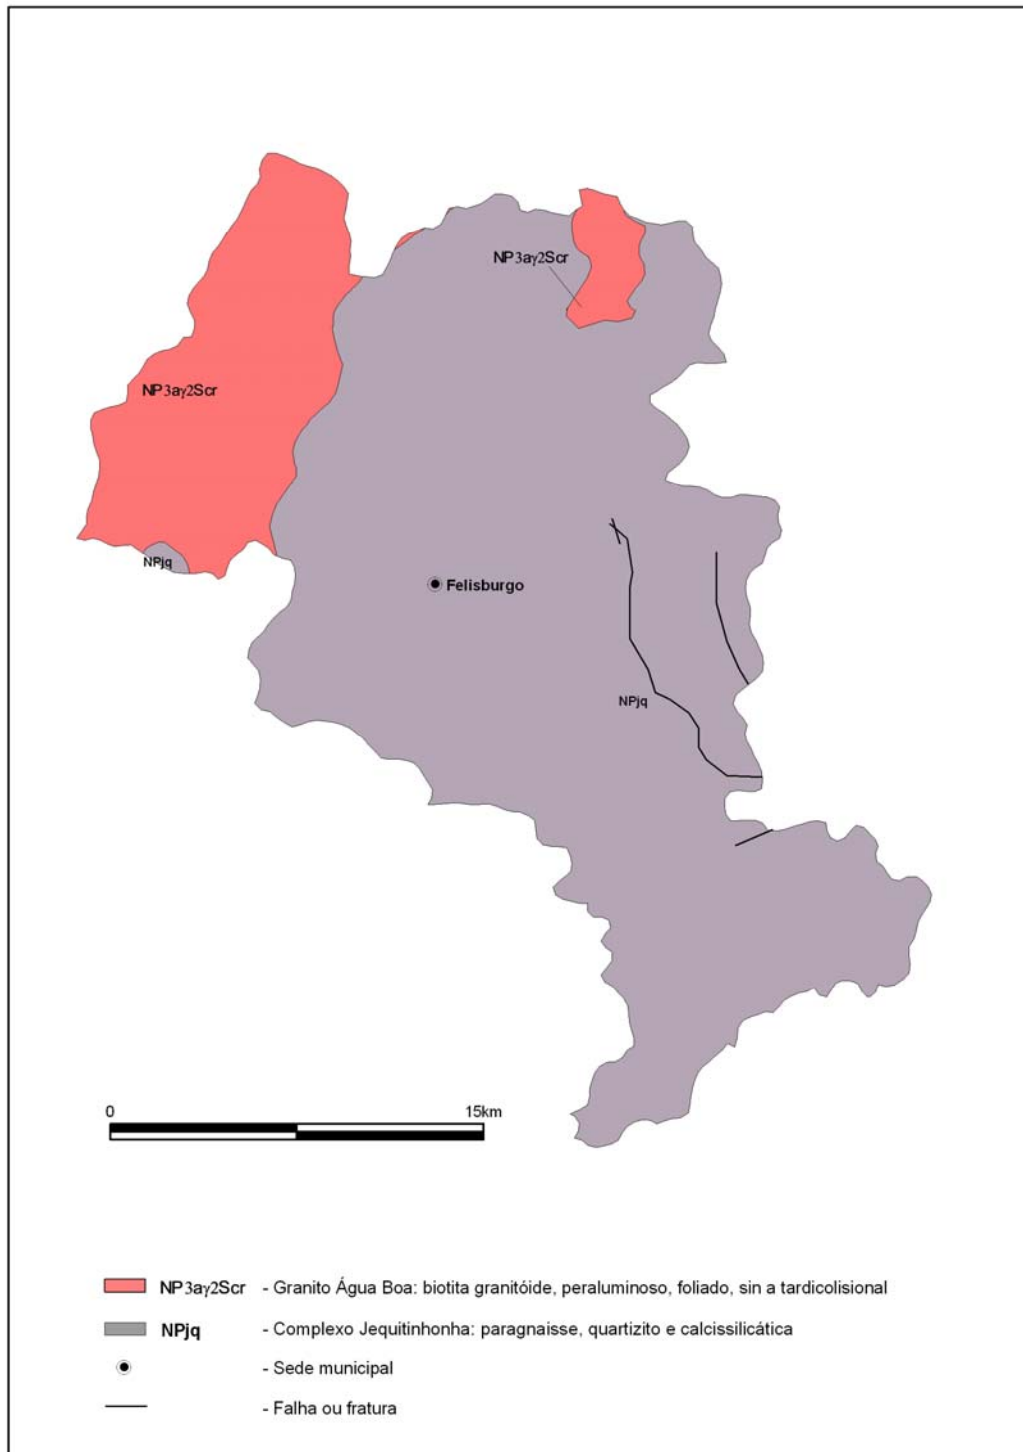 NP3aγ2Scr
NP3aγ2Scr
NPjq
Felisburgo
NPjq
0 15km
NP3aγ2Scr - Granito Água Boa: biotita granitóide, peraluminoso, foliado, sin a tardicolisional
NPjq - Complexo Jequitinhonha: paragnaisse, quartizito e calcissilicática
- Sede municipal
- Falha ou fratura